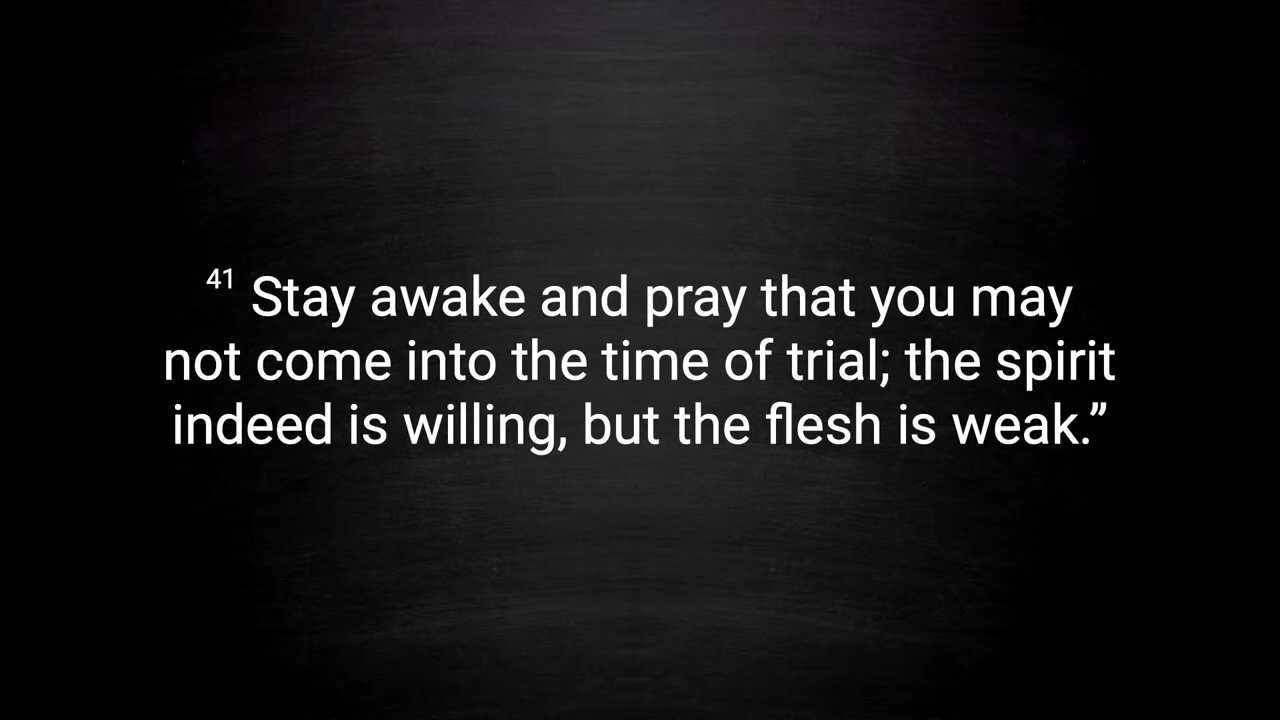 41 Stay awake and pray that you may
not come into the time of trial; the spirit
indeed is willing, but the flesh is weak.”